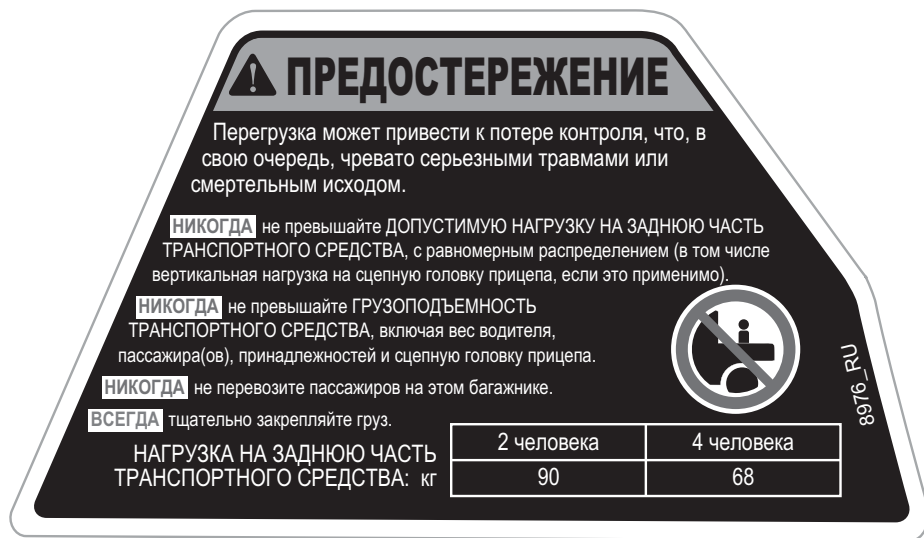 ПРЕДОСТЕРЕЖЕНИЕ
Перегрузка может привести к потере контроля, что, в
свою очередь, чревато серьезными травмами или
смертельным исходом.
НИКОГДА не превышайте ДОПУСТИМУЮ НАГРУЗКУ НА ЗАДНЮЮ ЧАСТЬ
ТРАНСПОРТНОГО СРЕДСТВА, с равномерным распределением (в том числе
вертикальная нагрузка на сцепную головку прицепа, если это применимо).
НИКОГДА не превышайте ГРУЗОПОДЪЕМНОСТЬ
ТРАНСПОРТНОГО СРЕДСТВА, включая вес водителя,
пассажира(ов), принадлежностей и сцепную головку прицепа.
НИКОГДА не перевозите пассажиров на этом багажнике.
ВСЕГДА тщательно закрепляйте груз.
НАГРУЗКА НА ЗАДНЮЮ ЧАСТЬ
ТРАНСПОРТНОГО СРЕДСТВА: кг
2 человека 4 человека
90 68
8976_RU